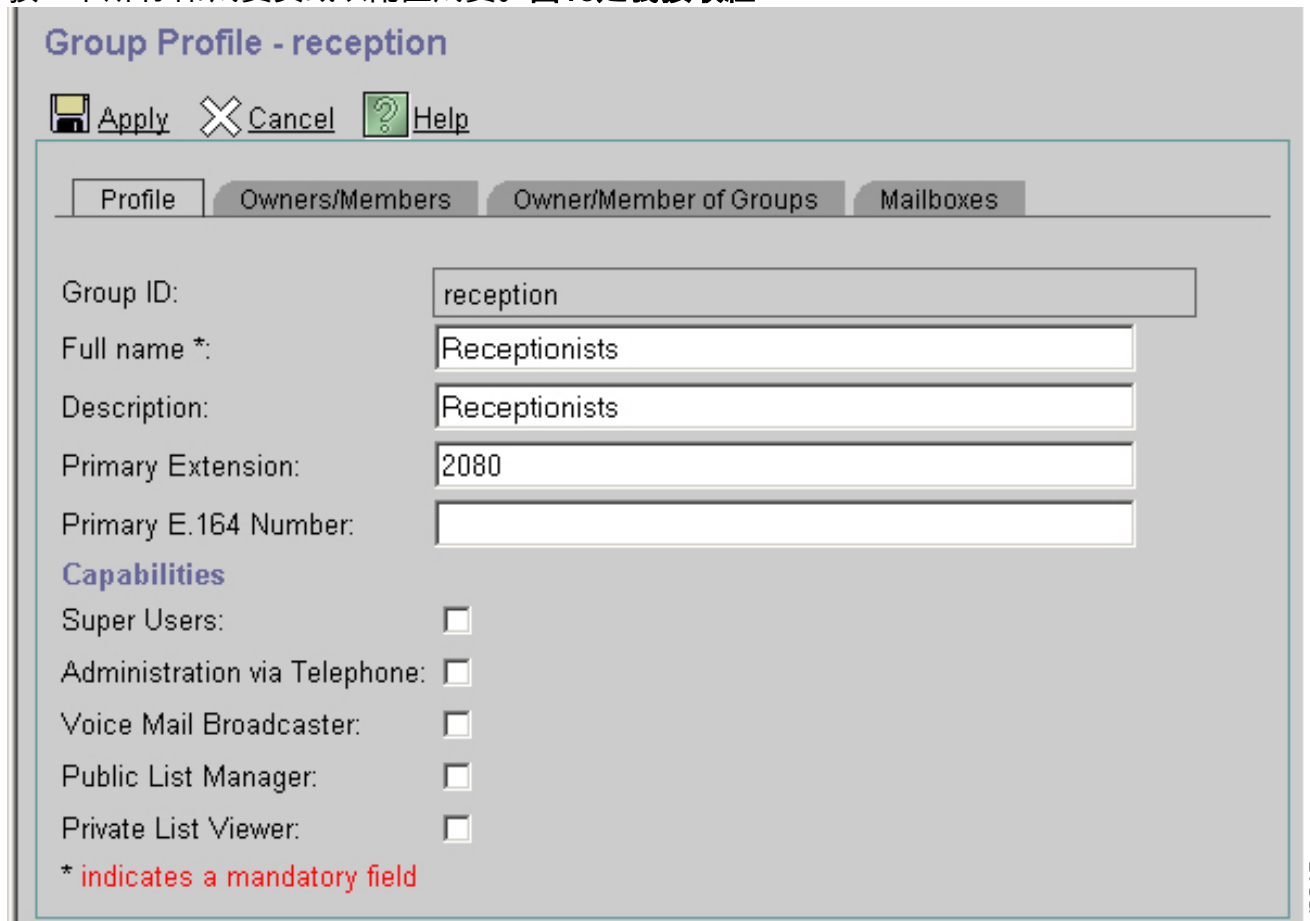 Group Profile - reception
Apply Cancel Help
Profile Owners/Members Owner/Member of Groups Mailboxes
Group ID: reception
Full name *: Receptionists
Description: Receptionists
Primary Extension: 2080
Primary E.164 Number:
Capabilities
Super Users:
Administration via Telephone:
Voice Mail Broadcaster:
Public List Manager:
Private List Viewer:
* indicates a mandatory field